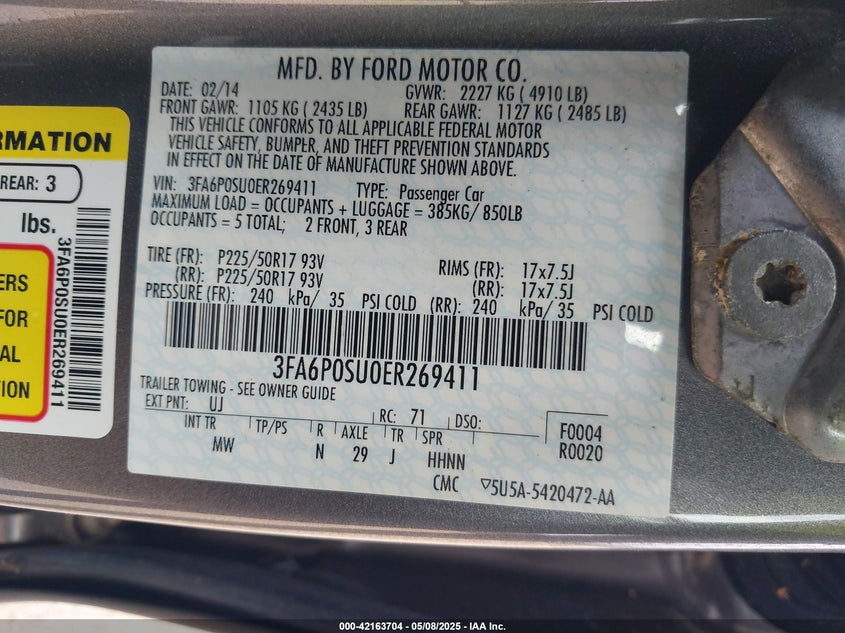 MFD. BY FORD MOTOR CO.
DATE: 02/14 GVWR: 2227 KG ( 4910 LB)
FRONT GAWR: 1105 KG ( 2435 LB) REAR GAWR: 1127 KG ( 2485 LB)
THIS VEHICLE CONFORMS TO ALL APPLICABLE FEDERAL MOTOR
VEHICLE SAFETY, BUMPER, AND THEFT PREVENTION STANDARDS
IN EFFECT ON THE DATE OF MANUFACTURE SHOWN ABOVE.
VIN: 3FA6P0SU0ER269411 TYPE: Passenger Car
MAXIMUM LOAD = OCCUPANTS + LUGGAGE = 385KG/ 850LB
OCCUPANTS = 5 TOTAL; 2 FRONT, 3 REAR
TIRE (FR): P225/50R17 93V RIMS (FR): 17x7.5J
(RR): P225/50R17 93V (RR): 17x7.5J
PRESSURE (FR): 240 kPa/ 35 PSI COLD (RR): 240 kPa/ 35 PSI COLD
3FA6P0SU0ER269411
TRAILER TOWING - SEE OWNER GUIDE
EXT PNT: UJ RC: 71 DSO:
INT TR TP/PS R AXLE TR SPR
MW N 29 J HHNN
CMC
F0004
R0020
▽5U5A-5420472-AA
RMATION
REAR: 3
lbs.
3FA6P0SU0ER269411
ERS
FOR
AL
ION
000-42163704 - 05/08/2025 - IAA Inc.